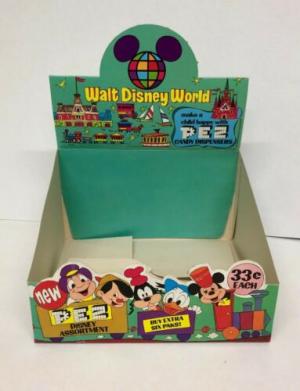 Walt Disney World
make a
child happy with
PEZ
CANDY DISPENSERS
new
PEZ
DISNEY
ASSORTMENT
BUY EXTRA
SIX PAKS!
33¢
EACH